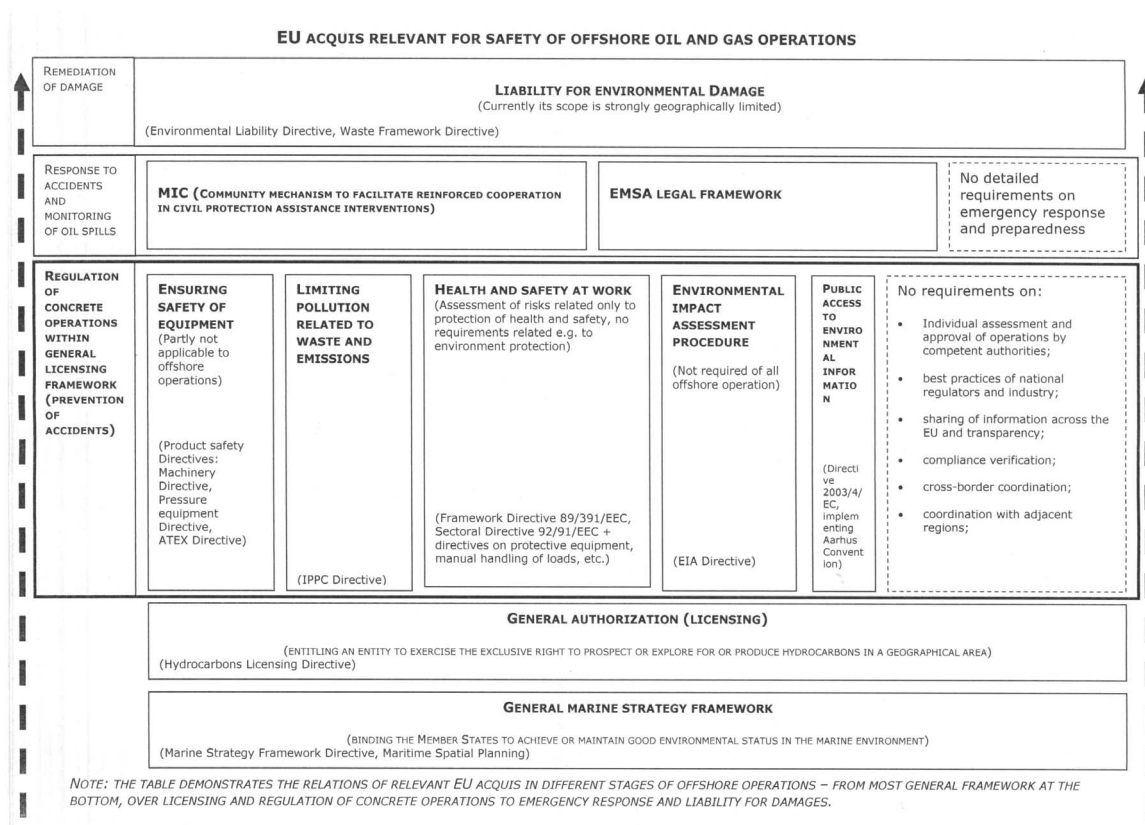 EU ACQUIS RELEVANT FOR SAFETY OF OFFSHORE OIL AND GAS OPERATIONS
REMEDIATION
OF DAMAGE
LIABILITY FOR ENVIRONMENTAL DAMAGE
(Currently its scope is strongly geographically limited)
(Environmental Liability Directive, Waste Framework Directive)
RESPONSE TO
ACCIDENTS
AND
MONITORING
OF OIL SPILLS
MIC (COMMUNITY MECHANISM TO FACILITATE REINFORCED COOPERATION
IN CIVIL PROTECTION ASSISTANCE INTERVENTIONS)
EMSA LEGAL FRAMEWORK
No detailed
requirements on
emergency response
and preparedness
REGULATION
OF
CONCRETE
OPERATIONS
WITHIN
GENERAL
LICENSING
FRAMEWORK
(PREVENTION
OF
ACCIDENTS)
ENSURING
SAFETY OF
EQUIPMENT
(Partly not
applicable to
offshore
operations)
(Product safety
Directives:
Machinery
Directive,
Pressure
equipment
Directive,
ATEX Directive)
LIMITING
POLLUTION
RELATED TO
WASTE AND
EMISSIONS
(IPPC Directive)
HEALTH AND SAFETY AT WORK
(Assessment of risks related only to
protection of health and safety, no
requirements related e.g. to
environment protection)
(Framework Directive 89/391/EEC,
Sectoral Directive 92/91/EEC +
directives on protective equipment,
manual handling of loads, etc.)
ENVIRONMENTAL
IMPACT
ASSESSMENT
PROCEDURE
(Not required of all
offshore operation)
(EIA Directive)
PUBLIC
ACCESS
TO
ENVIRO
NMENT
AL
INFOR
MATIO
N
(Directi
ve
2003/4/
EC,
implem
enting
Aarhus
Convent
ion)
No requirements on:
• Individual assessment and
approval of operations by
competent authorities;
• best practices of national
regulators and industry;
• sharing of information across the
EU and transparency;
• compliance verification;
• cross-border coordination;
• coordination with adjacent
regions;
GENERAL AUTHORIZATION (LICENSING)
(ENTITLING AN ENTITY TO EXERCISE THE EXCLUSIVE RIGHT TO PROSPECT OR EXPLORE FOR OR PRODUCE HYDROCARBONS IN A GEOGRAPHICAL AREA)
(Hydrocarbons Licensing Directive)
GENERAL MARINE STRATEGY FRAMEWORK
(BINDING THE MEMBER STATES TO ACHIEVE OR MAINTAIN GOOD ENVIRONMENTAL STATUS IN THE MARINE ENVIRONMENT)
(Marine Strategy Framework Directive, Maritime Spatial Planning)
NOTE: THE TABLE DEMONSTRATES THE RELATIONS OF RELEVANT EU ACQUIS IN DIFFERENT STAGES OF OFFSHORE OPERATIONS – FROM MOST GENERAL FRAMEWORK AT THE
BOTTOM, OVER LICENSING AND REGULATION OF CONCRETE OPERATIONS TO EMERGENCY RESPONSE AND LIABILITY FOR DAMAGES.